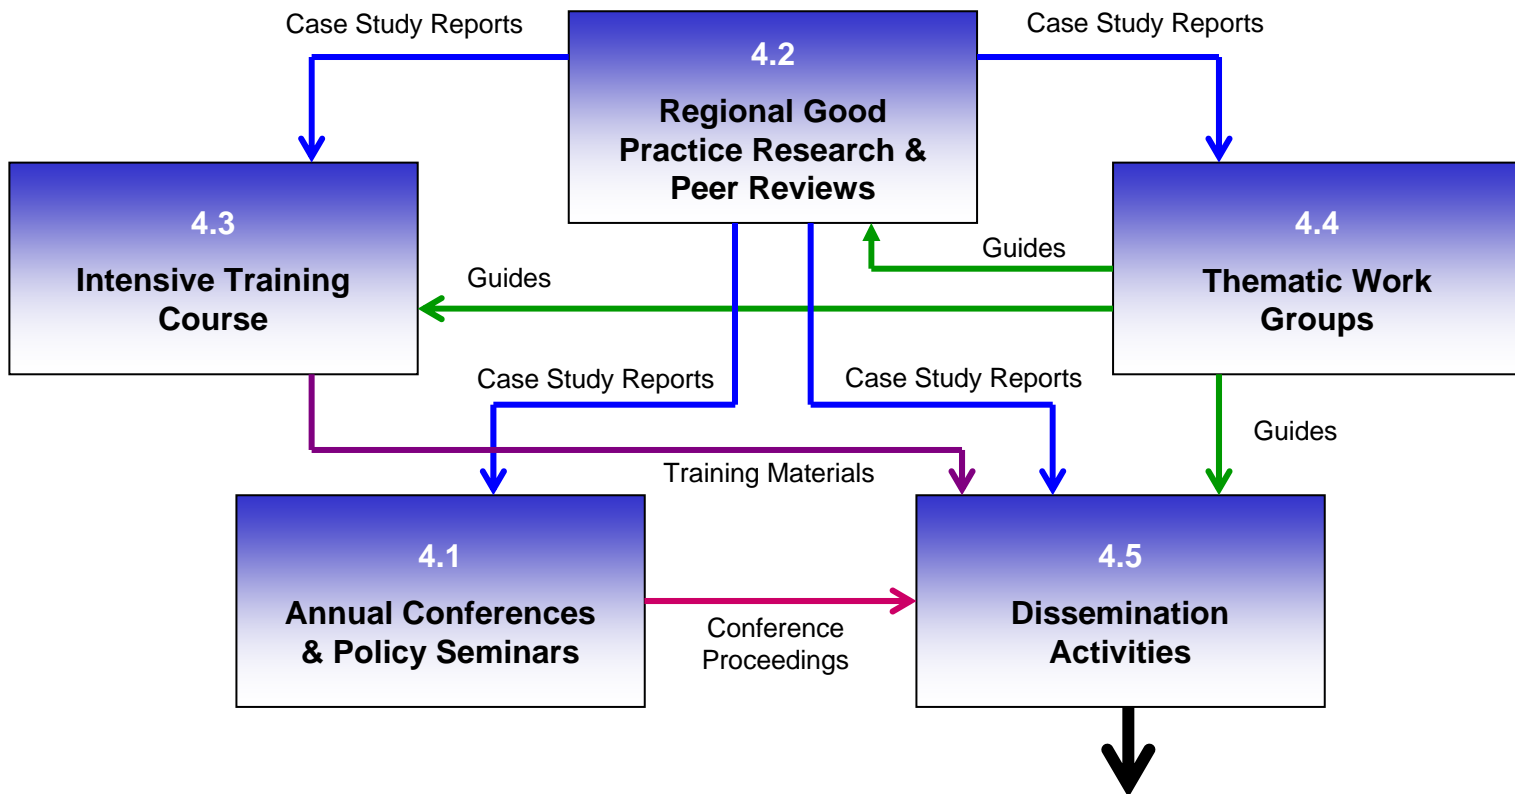 Case Study Reports
Case Study Reports
4.2
Regional Good
Practice Research &
Peer Reviews
4.3
Intensive Training
Course
Guides
Guides
4.4
Thematic Work
Groups
Case Study Reports
Case Study Reports
Guides
Training Materials
4.1
Annual Conferences
& Policy Seminars
Conference
Proceedings
4.5
Dissemination
Activities